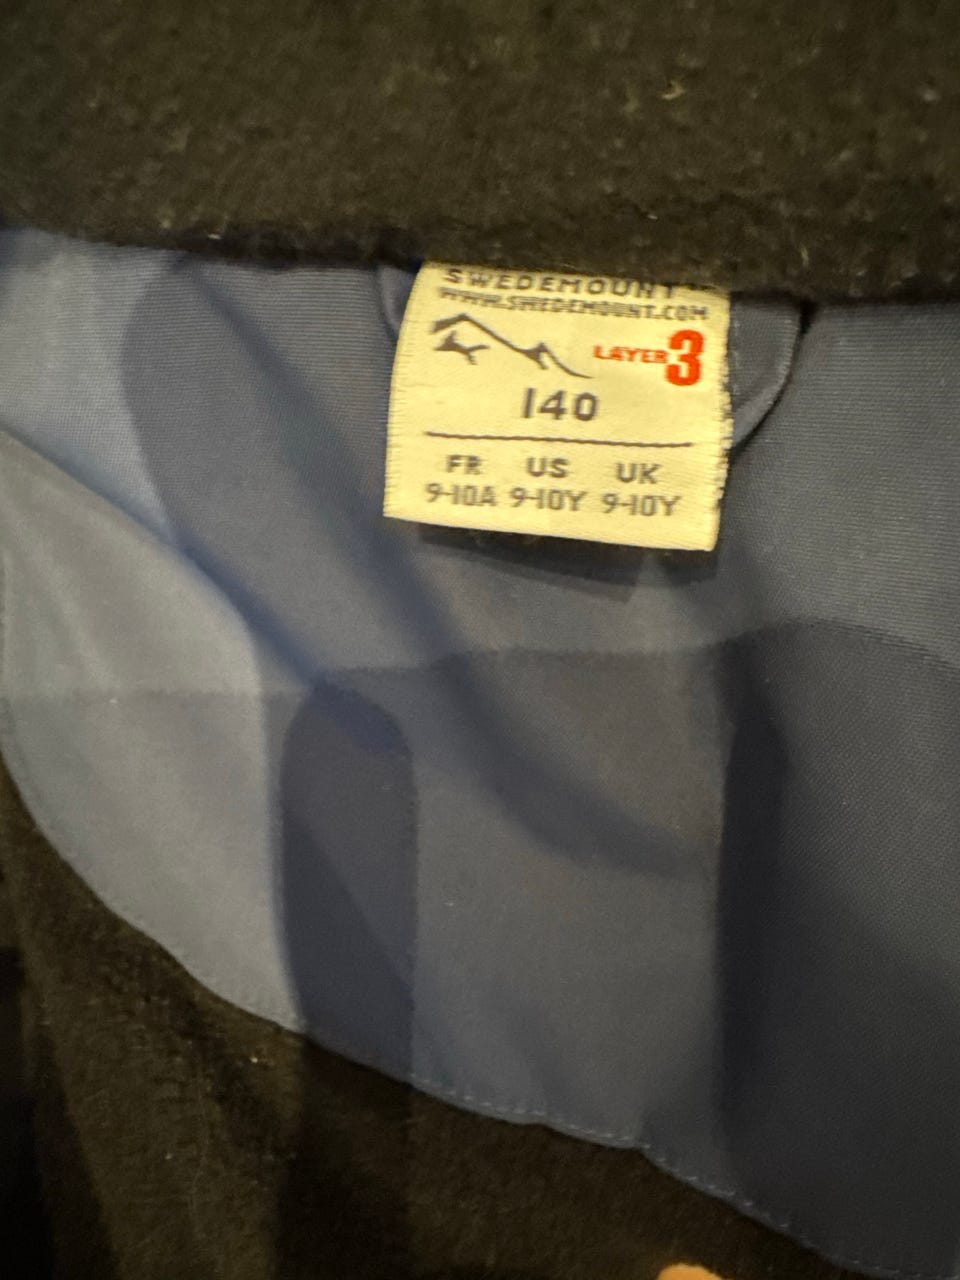 SWEDEMOUNT
WWW.SWEDEMOUNT.COM
LAYER 3
140
FR US UK
9-10A 9-10Y 9-10Y